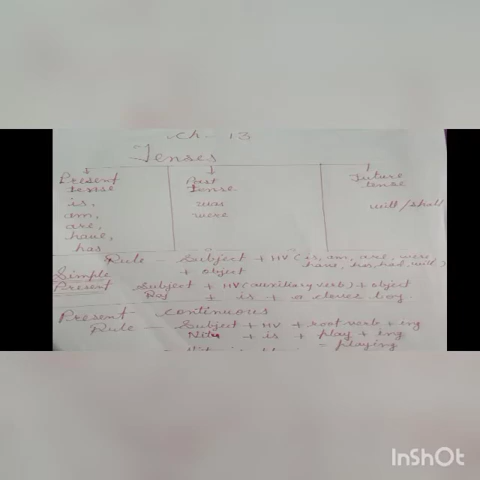 Ch - 13
Tenses
Present Past Future
tense tense tense
is, was will/shall
am, were
are,
have,
has
Rule - Subject + HV (is, am, are, were,
Simple + object have, has, had, will)
Present Subject + HV (auxiliary verb) + object
+ is + a clever boy.
Present - continuous
Rule - Subject + HV + root verb + ing
Nitu + is + play + ing
= playing
InShOt